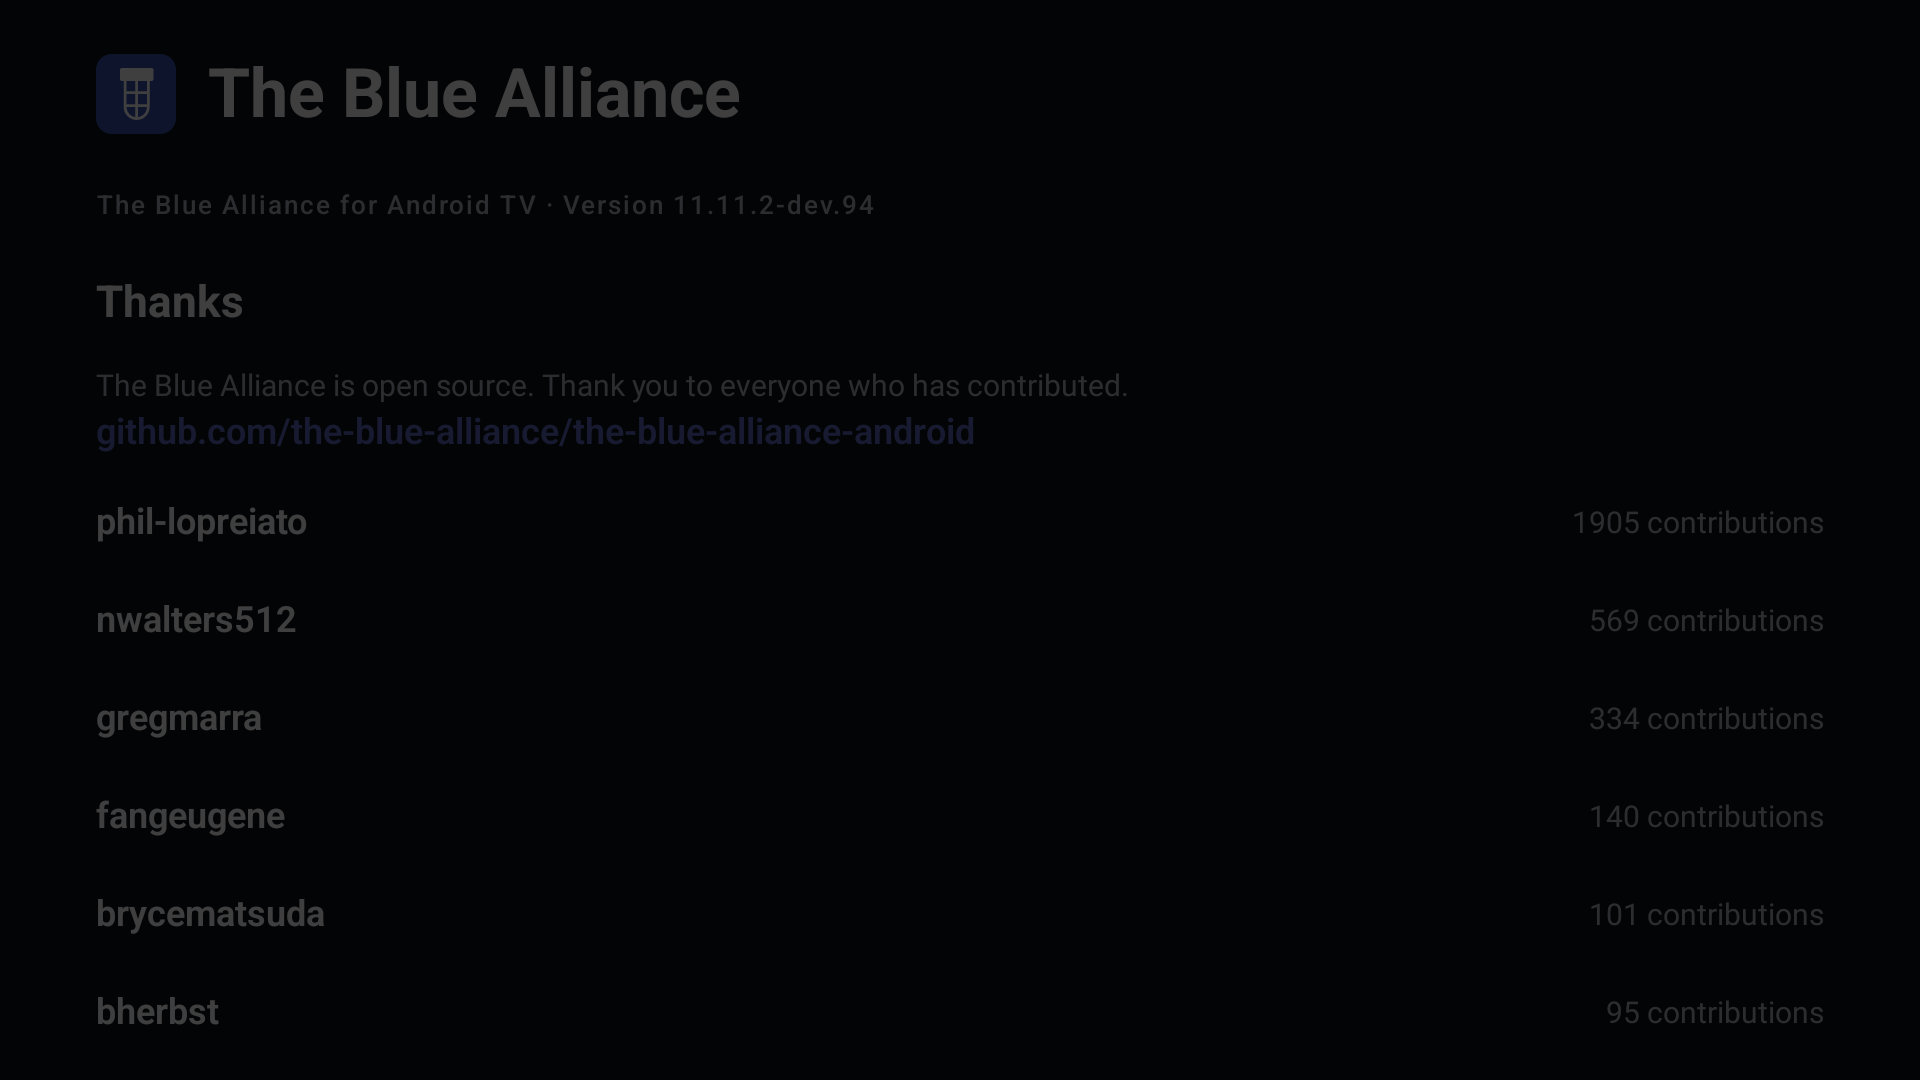 The Blue Alliance
The Blue Alliance for Android TV · Version 11.11.2-dev.94
Thanks
The Blue Alliance is open source. Thank you to everyone who has contributed.
github.com/the-blue-alliance/the-blue-alliance-android
phil-lopreiato 1905 contributions
nwalters512 569 contributions
gregmarra 334 contributions
fangeugene 140 contributions
brycematsuda 101 contributions
bherbst 95 contributions